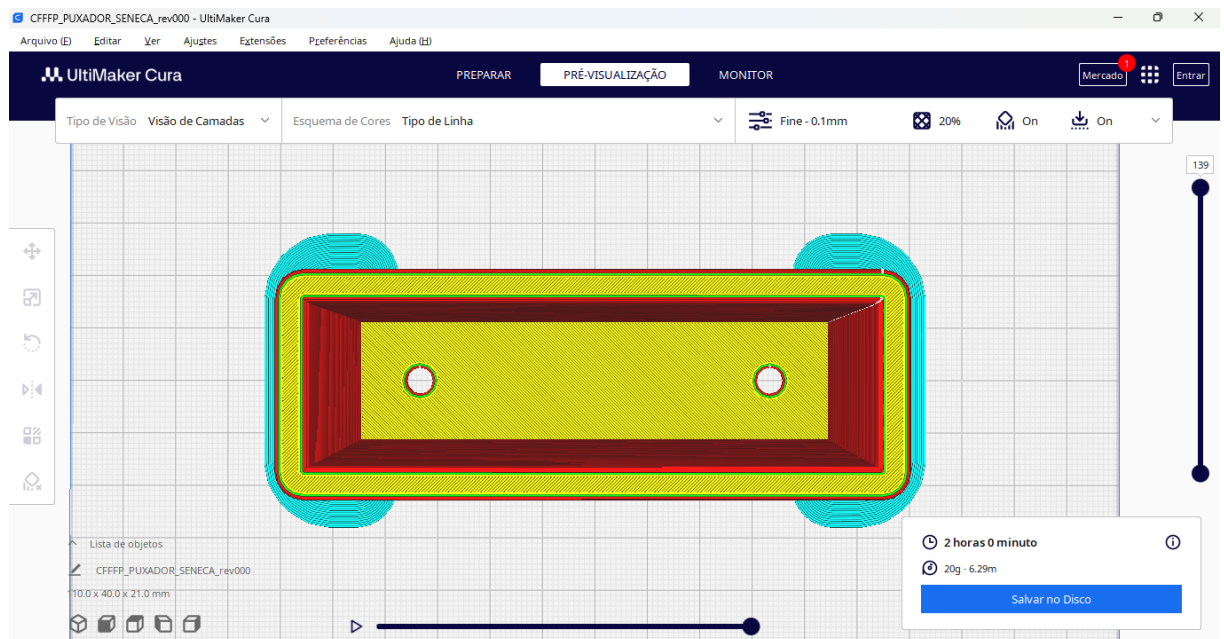 CFFFP_PUXADOR_SENECA_rev000 - UltiMaker Cura
Arquivo (F) Editar Ver Ajustes Extensões Preferências Ajuda (H)
UltiMaker Cura PREPARAR PRÉ-VISUALIZAÇÃO MONITOR Mercado 1 Entrar
Tipo de Visão Visão de Camadas Esquema de Cores Tipo de Linha Fine - 0.1mm 20% On On
139
Lista de objetos
CFFFP_PUXADOR_SENECA_rev000
110.0 x 40.0 x 21.0 mm
2 horas 0 minuto
20g - 6.29m
Salvar no Disco